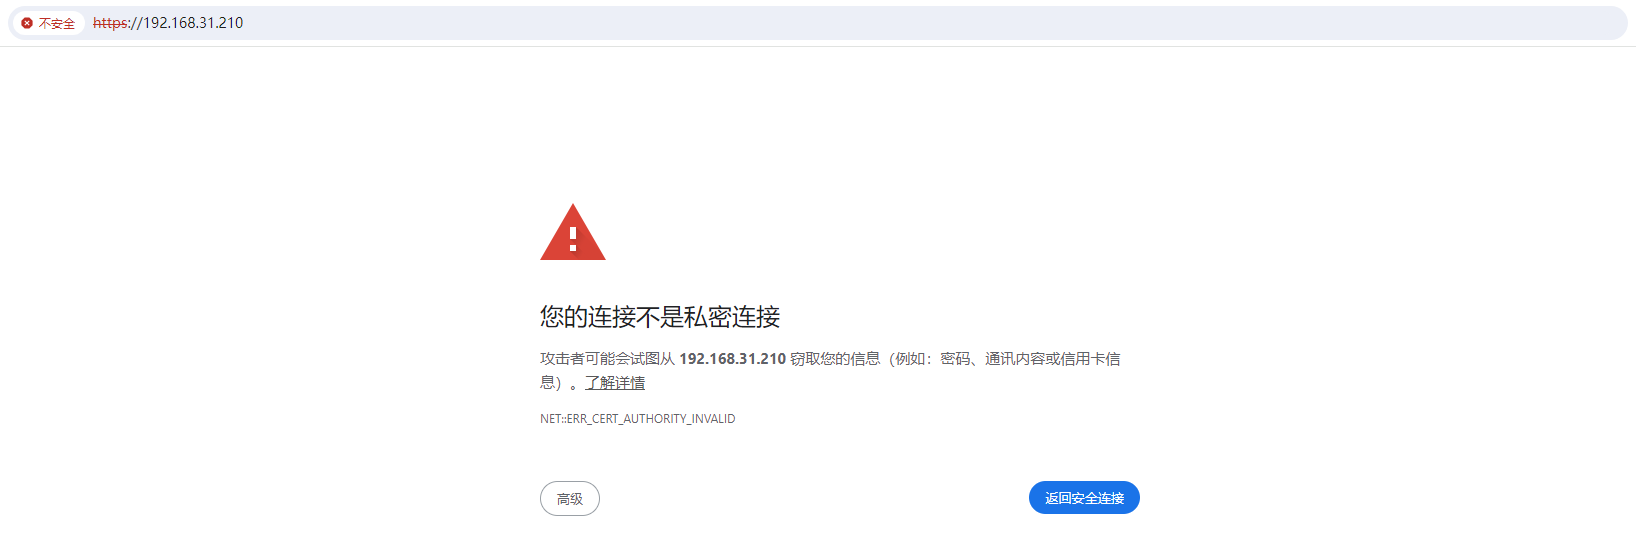 不安全 https://192.168.31.210
您的连接不是私密连接
攻击者可能会试图从 192.168.31.210 窃取您的信息（例如：密码、通讯内容或信用卡信
息）。了解详情
NET::ERR_CERT_AUTHORITY_INVALID
高级 返回安全连接